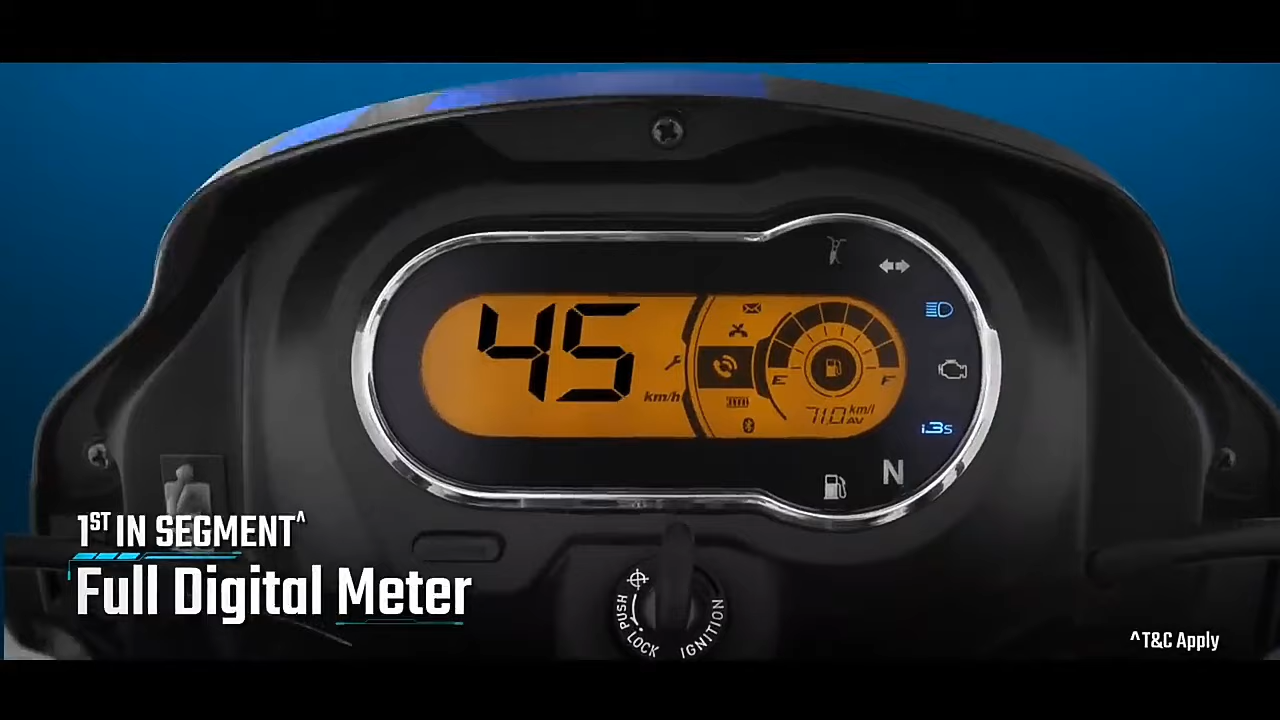 45
km/h
E
F
71.0 km/l
AV
i3s
N
1ST IN SEGMENT^
Full Digital Meter
PUSH
LOCK
IGNITION
^T&C Apply